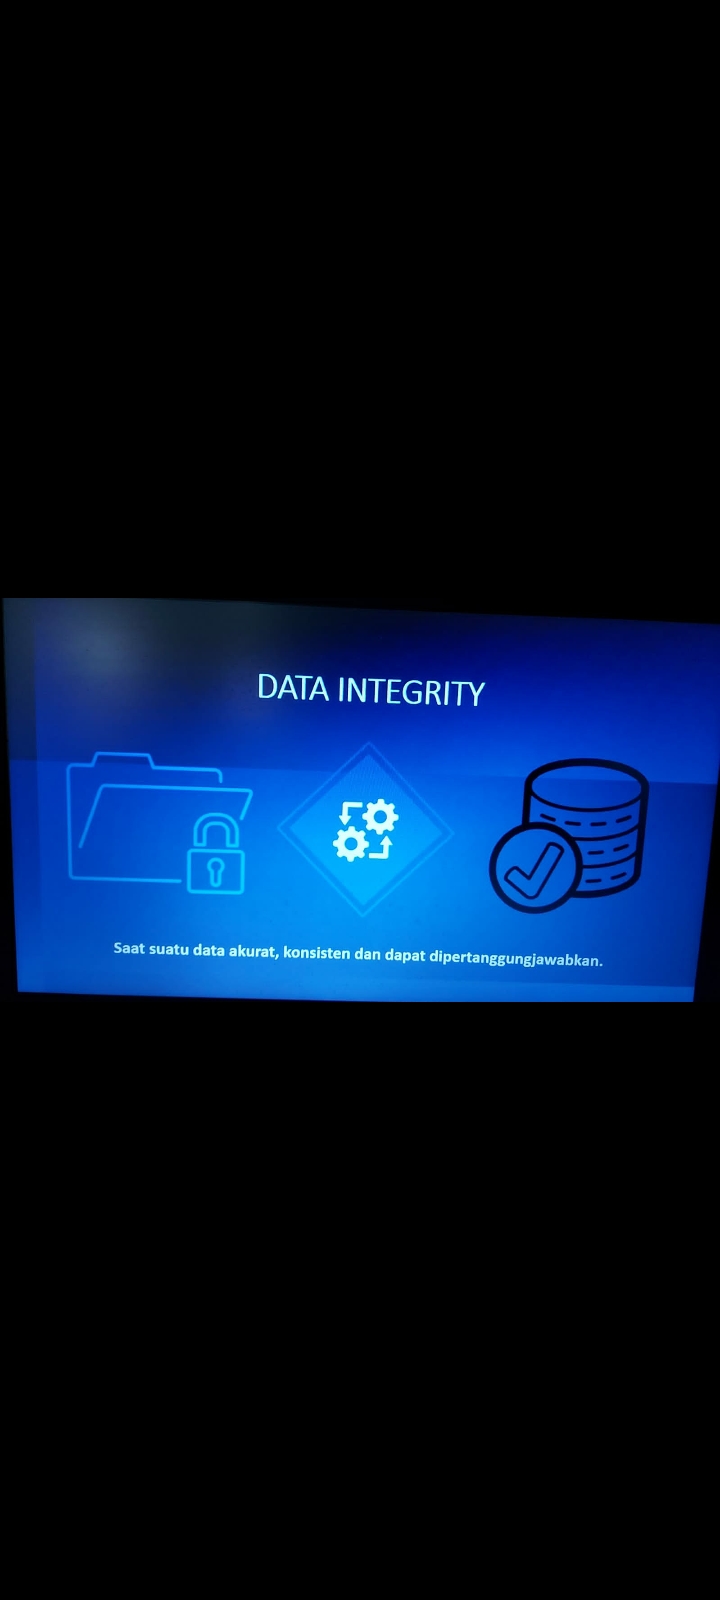 DATA INTEGRITY
Saat suatu data akurat, konsisten dan dapat dipertanggungjawabkan.